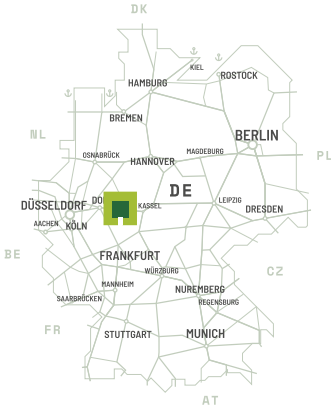 DK
KIEL
ROSTOCK
HAMBURG
BREMEN
NL
BERLIN
MAGDEBURG
PL
OSNABRÜCK
HANNOVER
DE
DÜSSELDORF
KASSEL
LEIPZIG
DRESDEN
AACHEN
KÖLN
BE
FRANKFURT
WÜRZBURG
CZ
MANNHEIM
NUREMBERG
SAARBRÜCKEN
REGENSBURG
FR
STUTTGART
MUNICH
AT